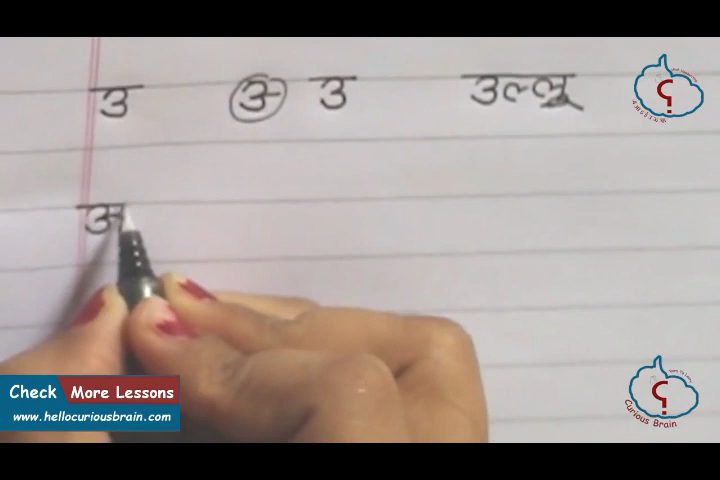 उ उ उ उल्लू
Check More Lessons
www.hellocuriousbrain.com
Curious Brain